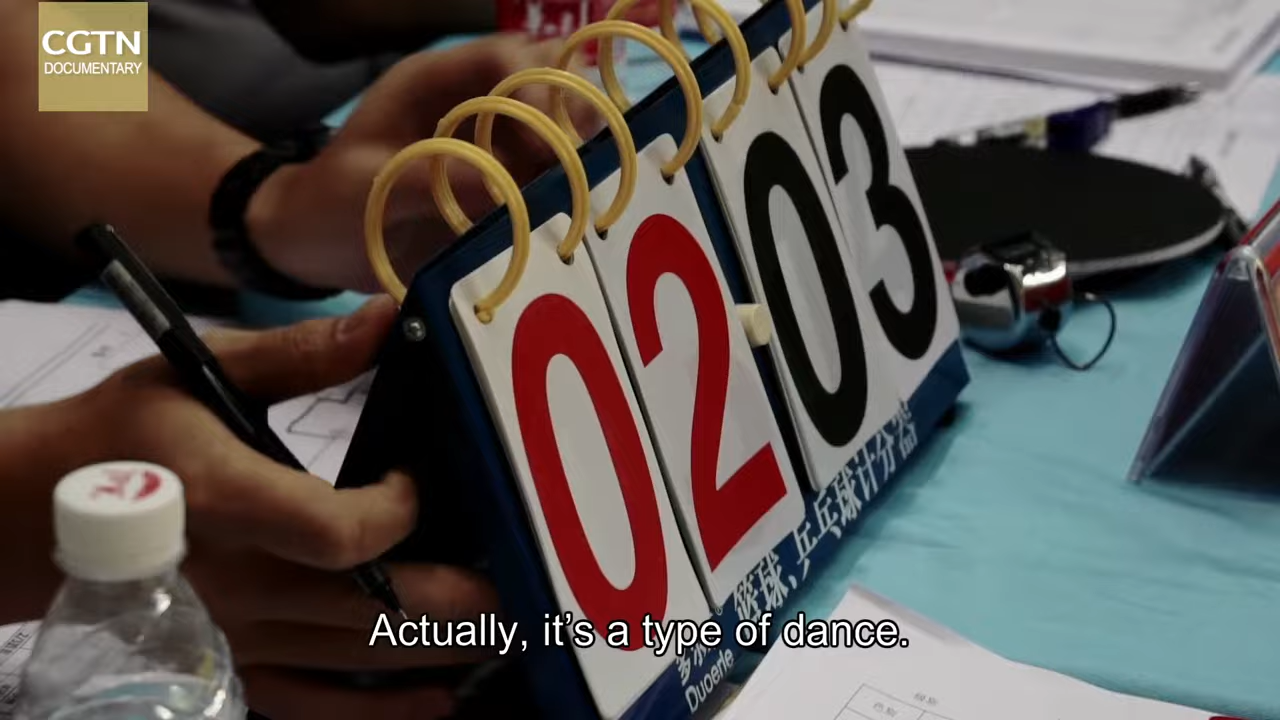 CGTN
DOCUMENTARY
02 03
篮球、乒乓球计分器
Duoerle
Actually, it's a type of dance.